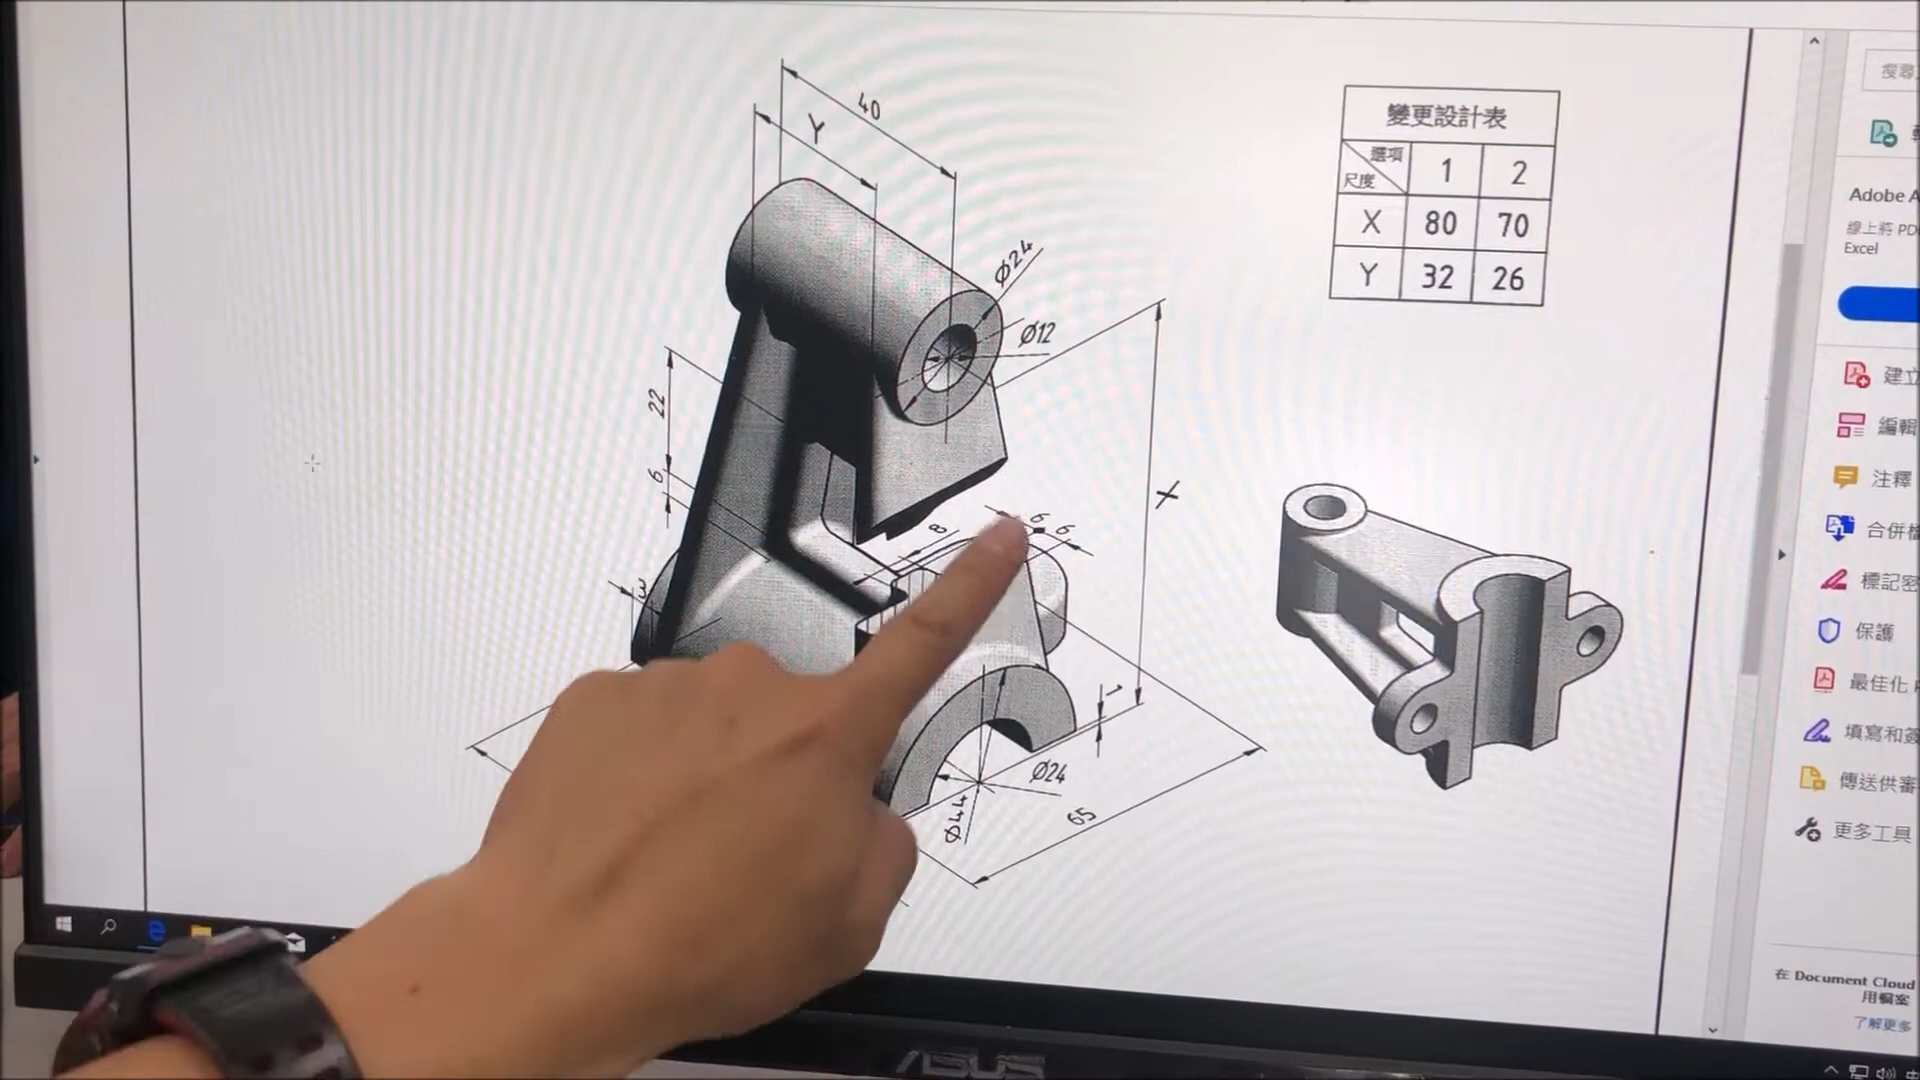 40
Y
Ø24
Ø12
22
6
X
8
6
6
3
1
Ø24
Ø44
65
變更設計表
選項
尺度
1
2
X
80
70
Y
32
26
搜尋
Adobe A
線上將 PD
Excel
建立
編輯
注釋
合併檔
標記密
保護
最佳化 P
填寫和簽
傳送供審
更多工具
在 Document Cloud
用檔案
了解更多
ASUS